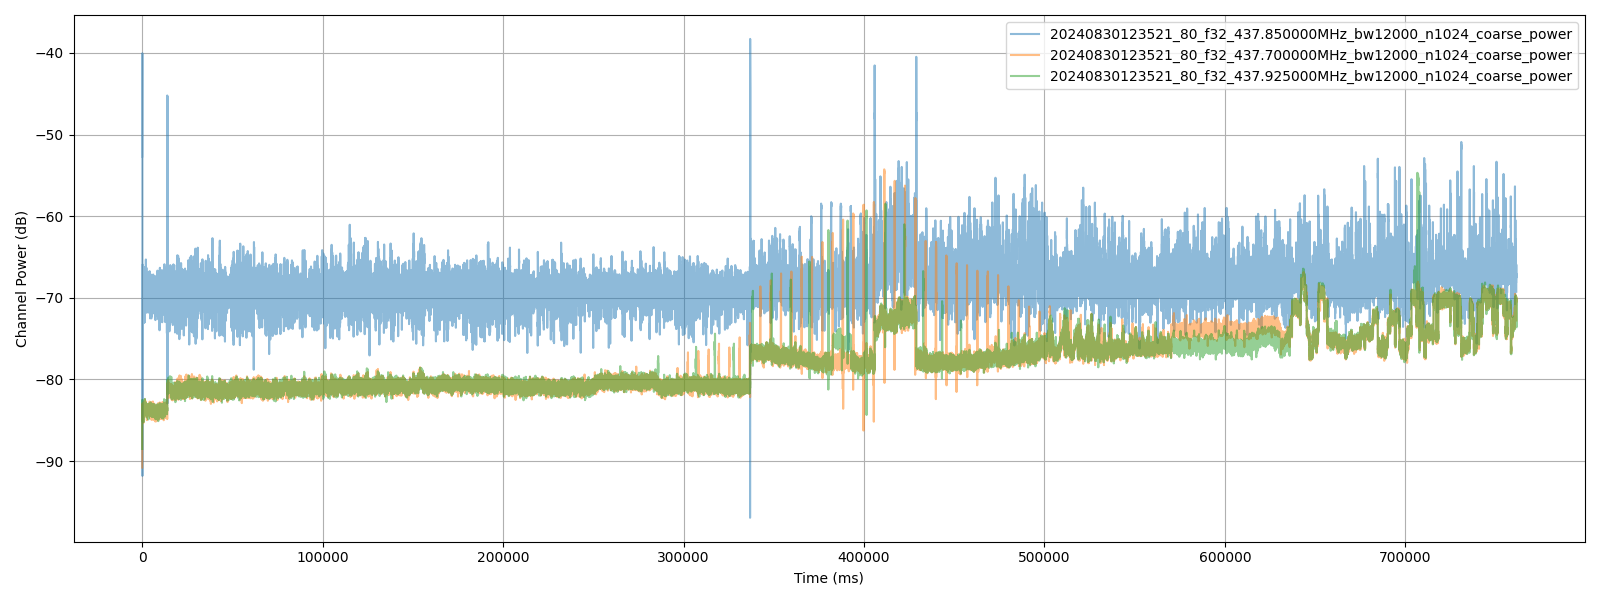 20240830123521_80_f32_437.850000MHz_bw12000_n1024_coarse_power
20240830123521_80_f32_437.700000MHz_bw12000_n1024_coarse_power
20240830123521_80_f32_437.925000MHz_bw12000_n1024_coarse_power
Channel Power (dB)
−40
−50
−60
−70
−80
−90
0 100000 200000 300000 400000 500000 600000 700000
Time (ms)